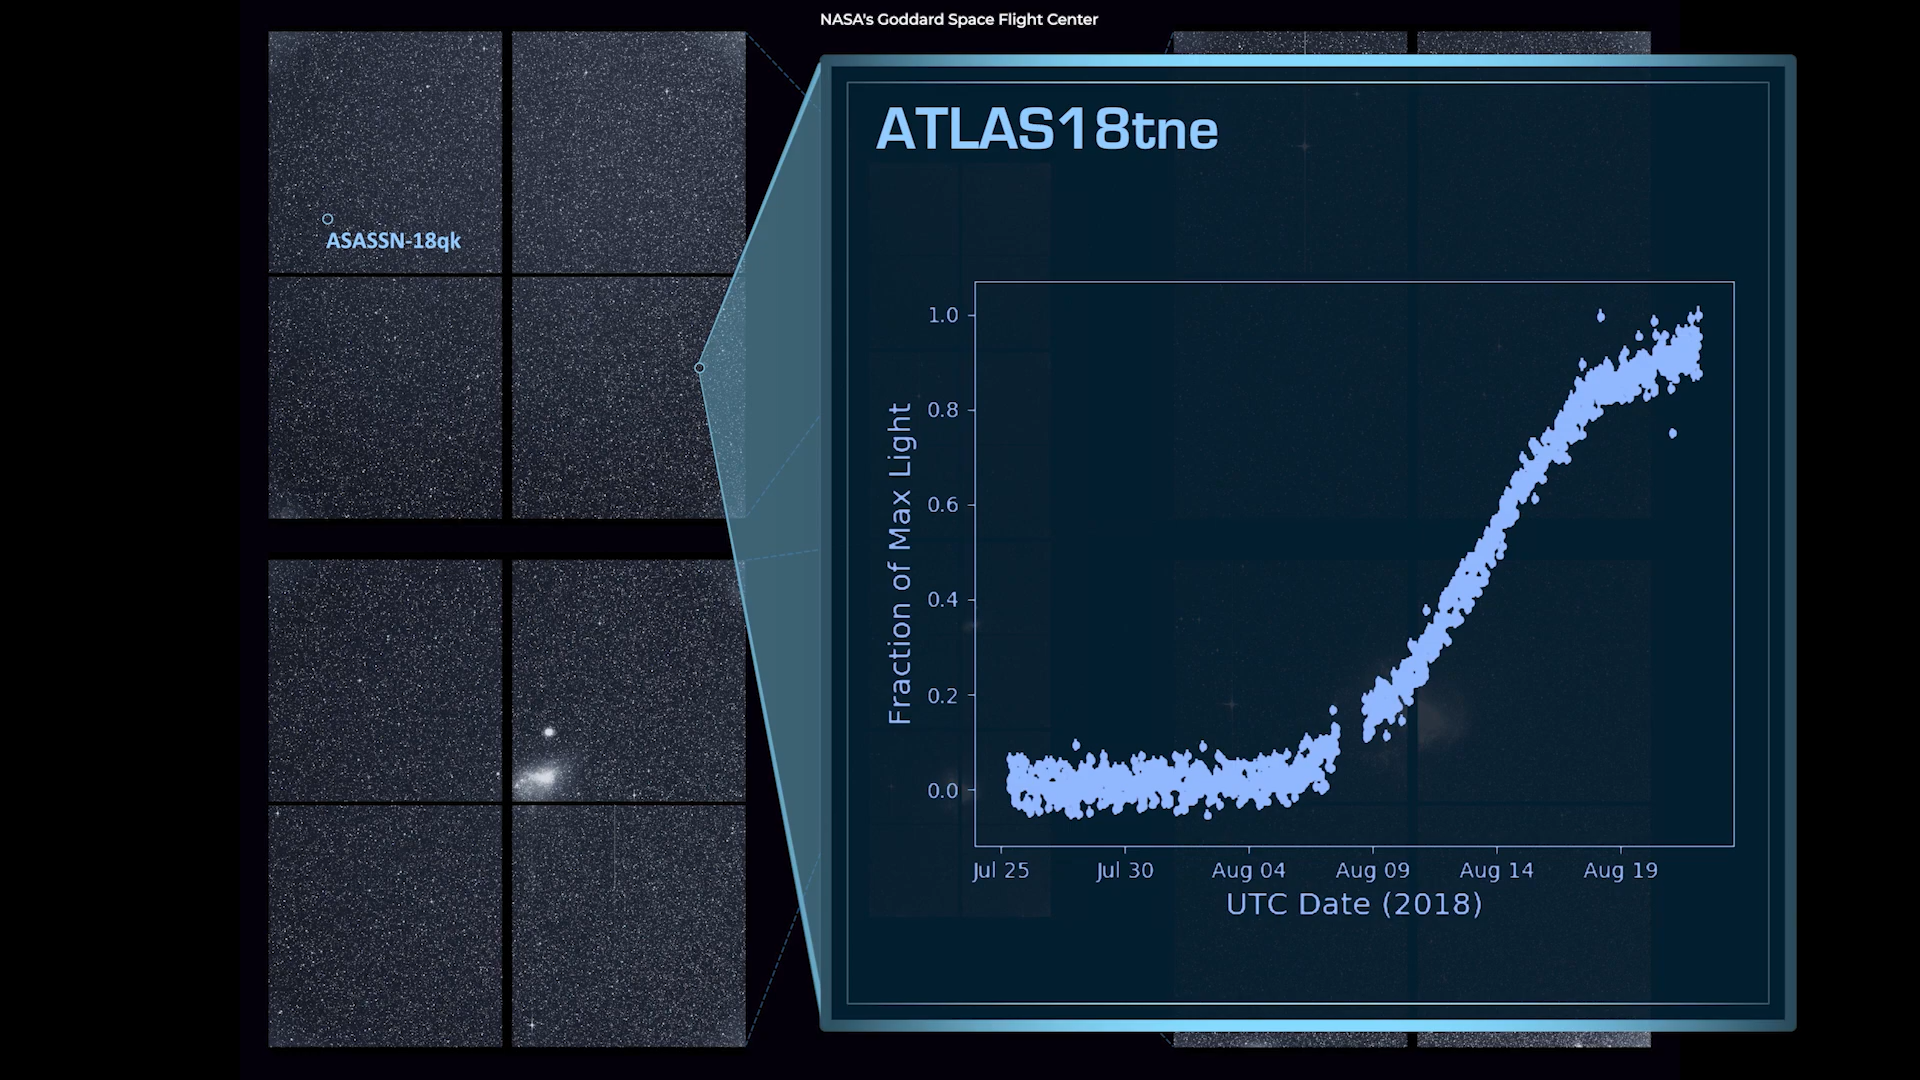 NASA's Goddard Space Flight Center
ASASSN-18qk
ATLAS18tne
Fraction of Max Light
1.0
0.8
0.6
0.4
0.2
0.0
Jul 25 Jul 30 Aug 04 Aug 09 Aug 14 Aug 19
UTC Date (2018)